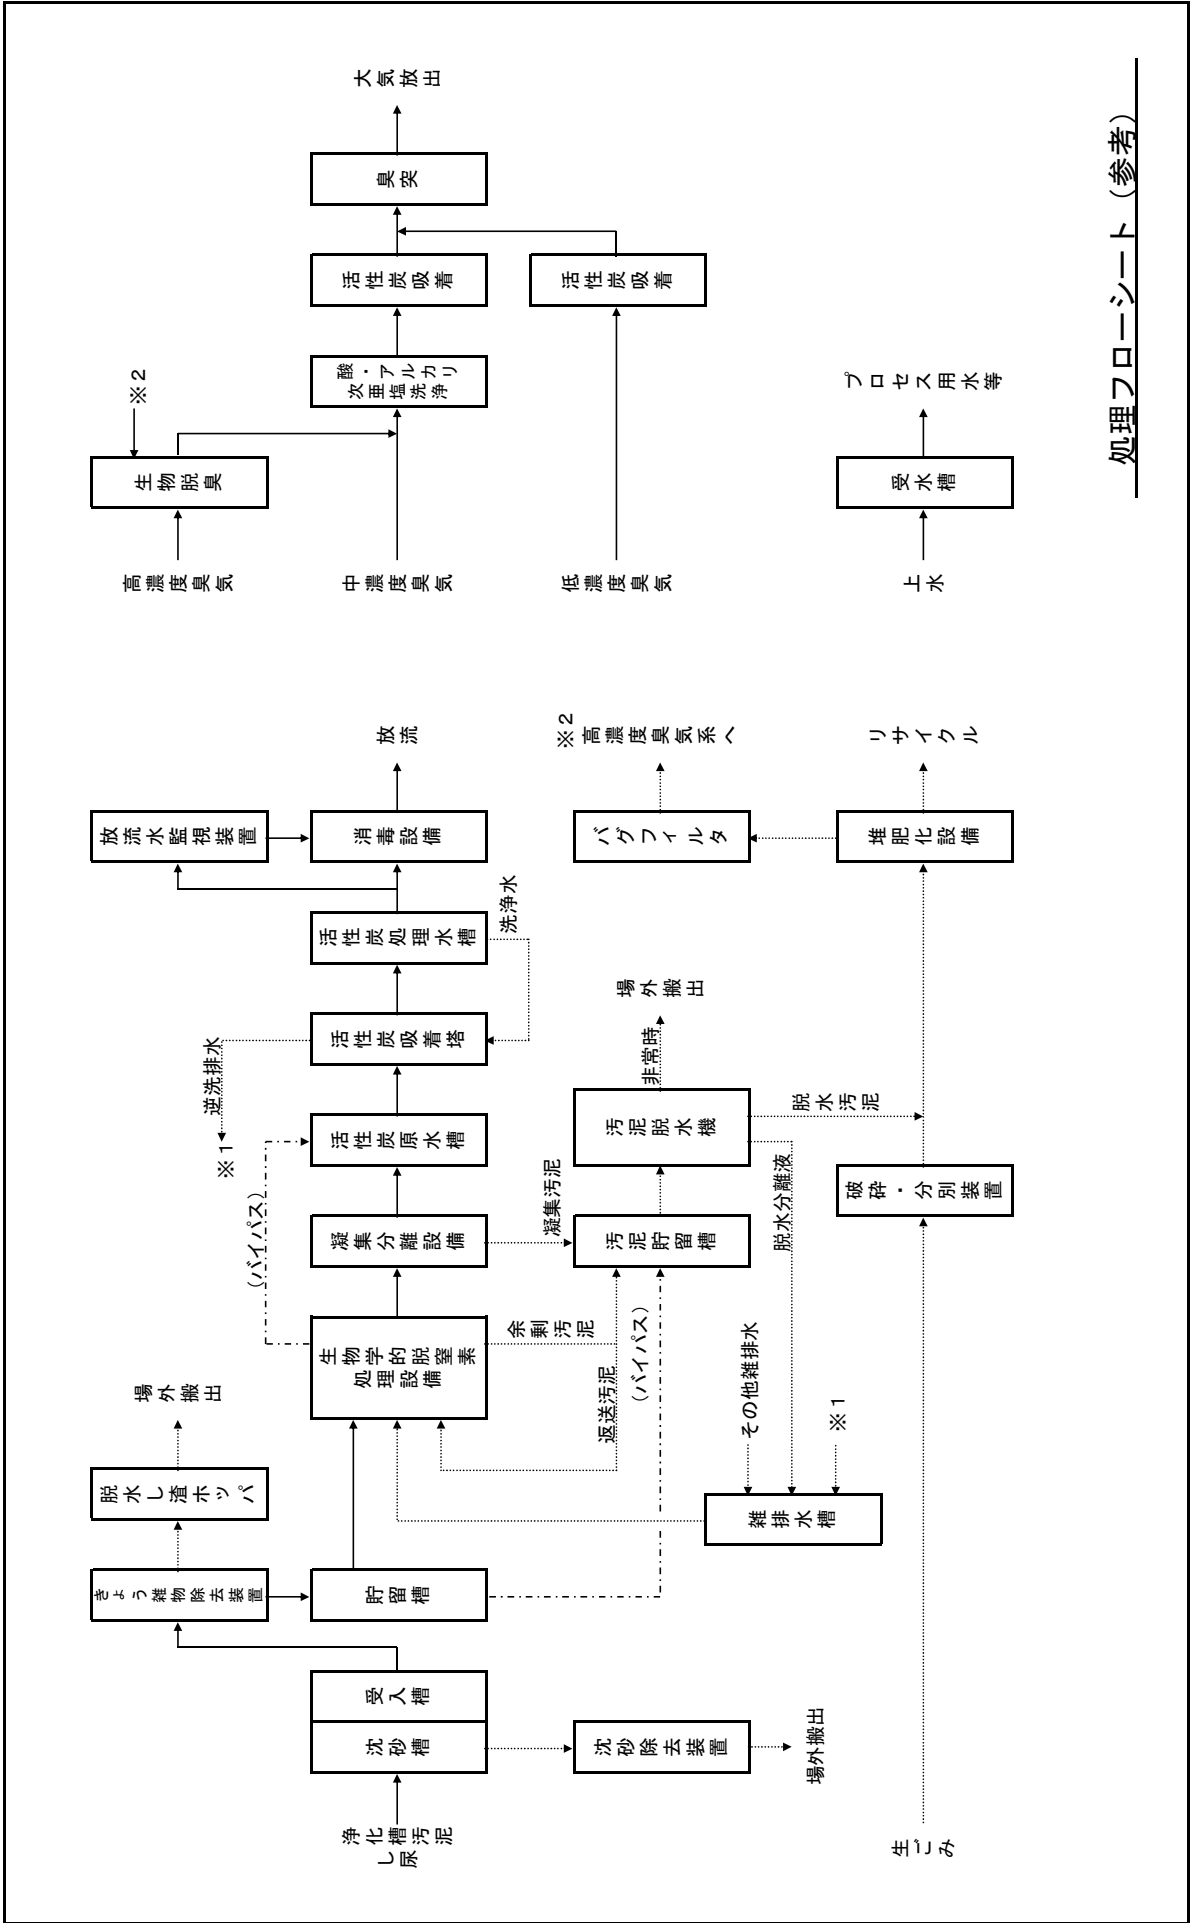 処理フローシート（参考）
高濃度臭気
生物脱臭
※２
中濃度臭気
酸・アルカリ
次亜塩洗浄
活性炭吸着
臭突
大気放出
低濃度臭気
活性炭吸着
上水
受水槽
プロセス用水等
浄化槽汚泥
し尿
沈砂槽
受入槽
沈砂除去装置
場外搬出
きょう雑物除去装置
脱水し渣ホッパ
場外搬出
貯留槽
生物学的脱窒素
処理設備
（バイパス）
凝集分離設備
活性炭原水槽
活性炭吸着塔
逆洗排水
※１
活性炭処理水槽
洗浄水
放流水監視装置
消毒設備
放流
余剰汚泥
返送汚泥
（バイパス）
凝集汚泥
汚泥貯留槽
汚泥脱水機
非常時
場外搬出
脱水汚泥
脱水分離液
その他雑排水
※１
雑排水槽
バグフィルタ
※２
高濃度臭気系へ
生ごみ
破砕・分別装置
堆肥化設備
リサイクル